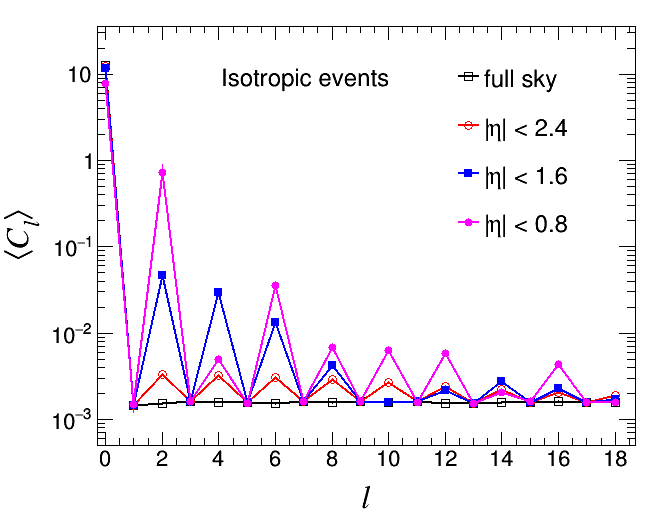 Isotropic events
full sky
|η| < 2.4
|η| < 1.6
|η| < 0.8
⟨C_l⟩
10
1
10⁻¹
10⁻²
10⁻³
0 2 4 6 8 10 12 14 16 18
l